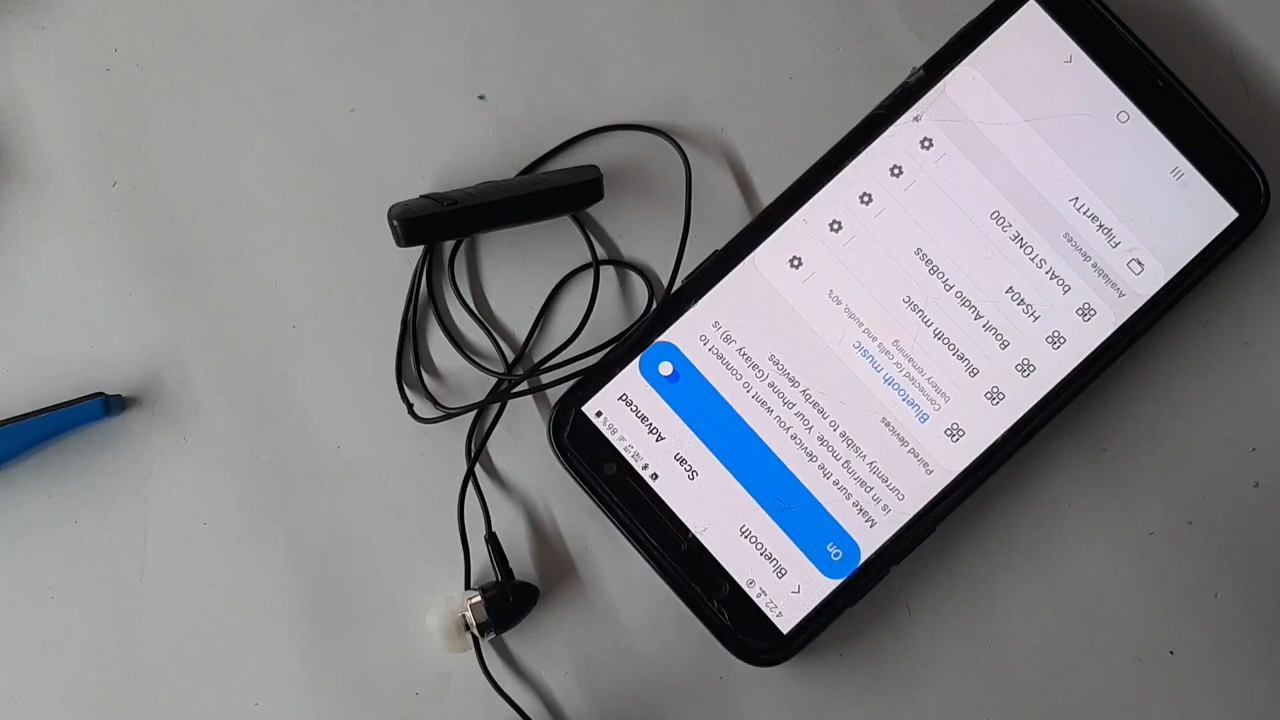 4:22
86%
Bluetooth
Scan
Advanced
On
Make sure the device you want to connect to
is in pairing mode. Your phone (Galaxy J8) is
currently visible to nearby devices
Paired devices
Bluetooth music
Connected for calls and audio, 40%
battery remaining
Bluetooth music
Boult Audio ProBass
HS404
boAt STONE 200
Available devices
FlipkartTV